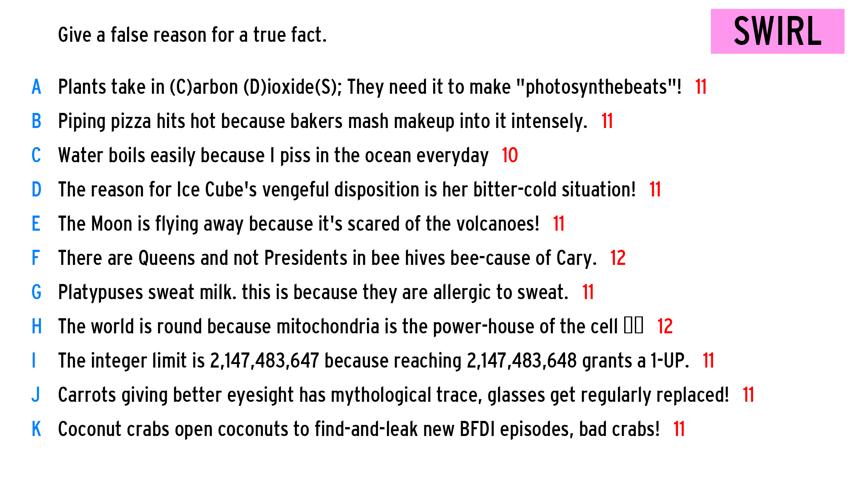 Give a false reason for a true fact.
SWIRL
A Plants take in (C)arbon (D)ioxide(S); They need it to make "photosynthebeats"! 11
B Piping pizza hits hot because bakers mash makeup into it intensely. 11
C Water boils easily because I piss in the ocean everyday 10
D The reason for Ice Cube's vengeful disposition is her bitter-cold situation! 11
E The Moon is flying away because it's scared of the volcanoes! 11
F There are Queens and not Presidents in bee hives bee-cause of Cary. 12
G Platypuses sweat milk. this is because they are allergic to sweat. 11
H The world is round because mitochondria is the power-house of the cell 12
I The integer limit is 2,147,483,647 because reaching 2,147,483,648 grants a 1-UP. 11
J Carrots giving better eyesight has mythological trace, glasses get regularly replaced! 11
K Coconut crabs open coconuts to find-and-leak new BFDI episodes, bad crabs! 11